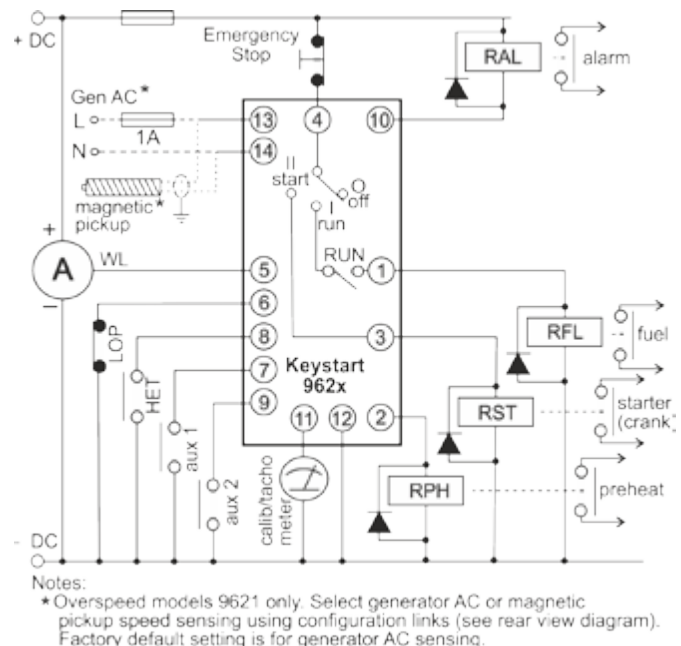 + DC
Emergency
Stop
RAL
alarm
Gen AC*
L
1A
N
13
4
10
14
II
start
O
off
I
run
magnetic*
pickup
+
A
WL
RUN
5
1
6
LOP
8
3
RFL
fuel
HET
7
Keystart
962x
RST
starter
(crank)
aux 1
9
11
12
2
aux 2
calib/tacho
meter
RPH
preheat
- DC
Notes:
* Overspeed models 9621 only. Select generator AC or magnetic
pickup speed sensing using configuration links (see rear view diagram).
Factory default setting is for generator AC sensing.